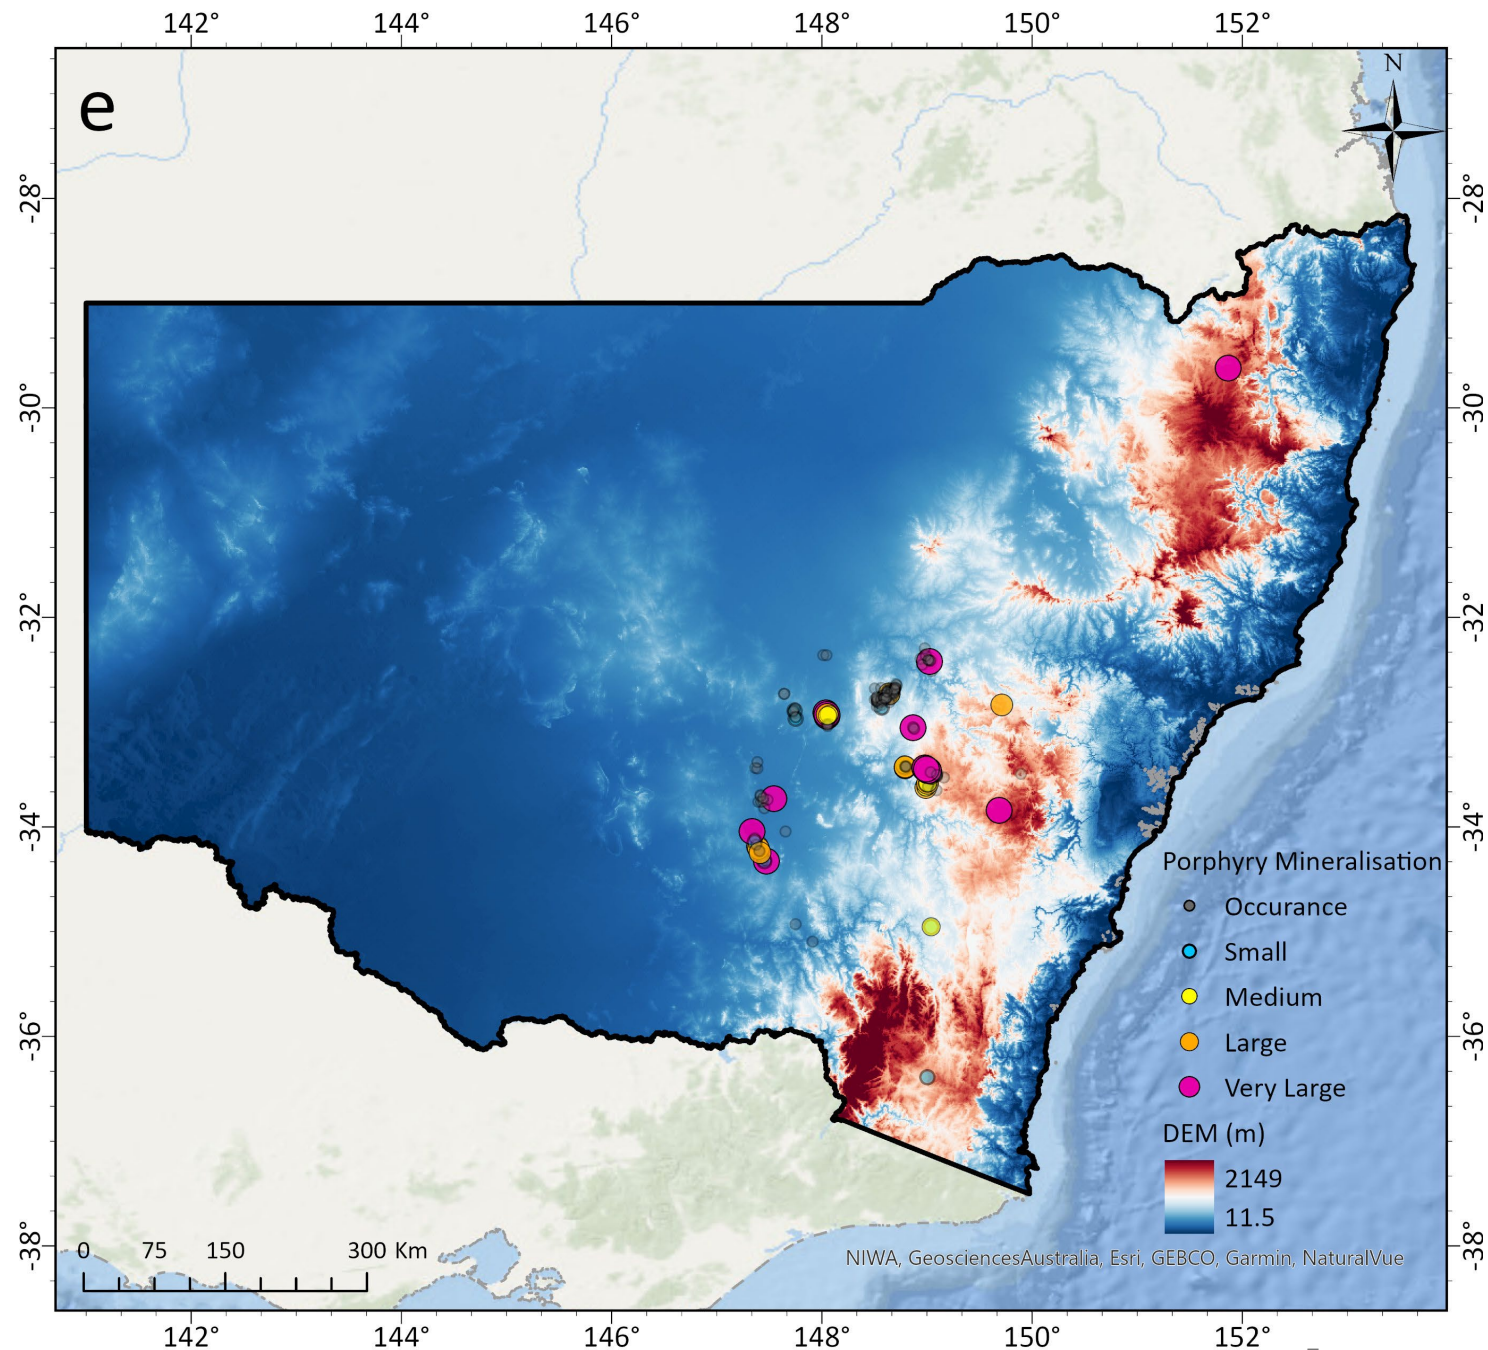 142° 144° 146° 148° 150° 152°
e
N
-28° -28°
-30° -30°
-32° -32°
-34° -34°
-36° -36°
-38° -38°
Porphyry Mineralisation
Occurance
Small
Medium
Large
Very Large
DEM (m)
2149
11.5
0 75 150 300 Km
NIWA, GeosciencesAustralia, Esri, GEBCO, Garmin, NaturalVue
142° 144° 146° 148° 150° 152°